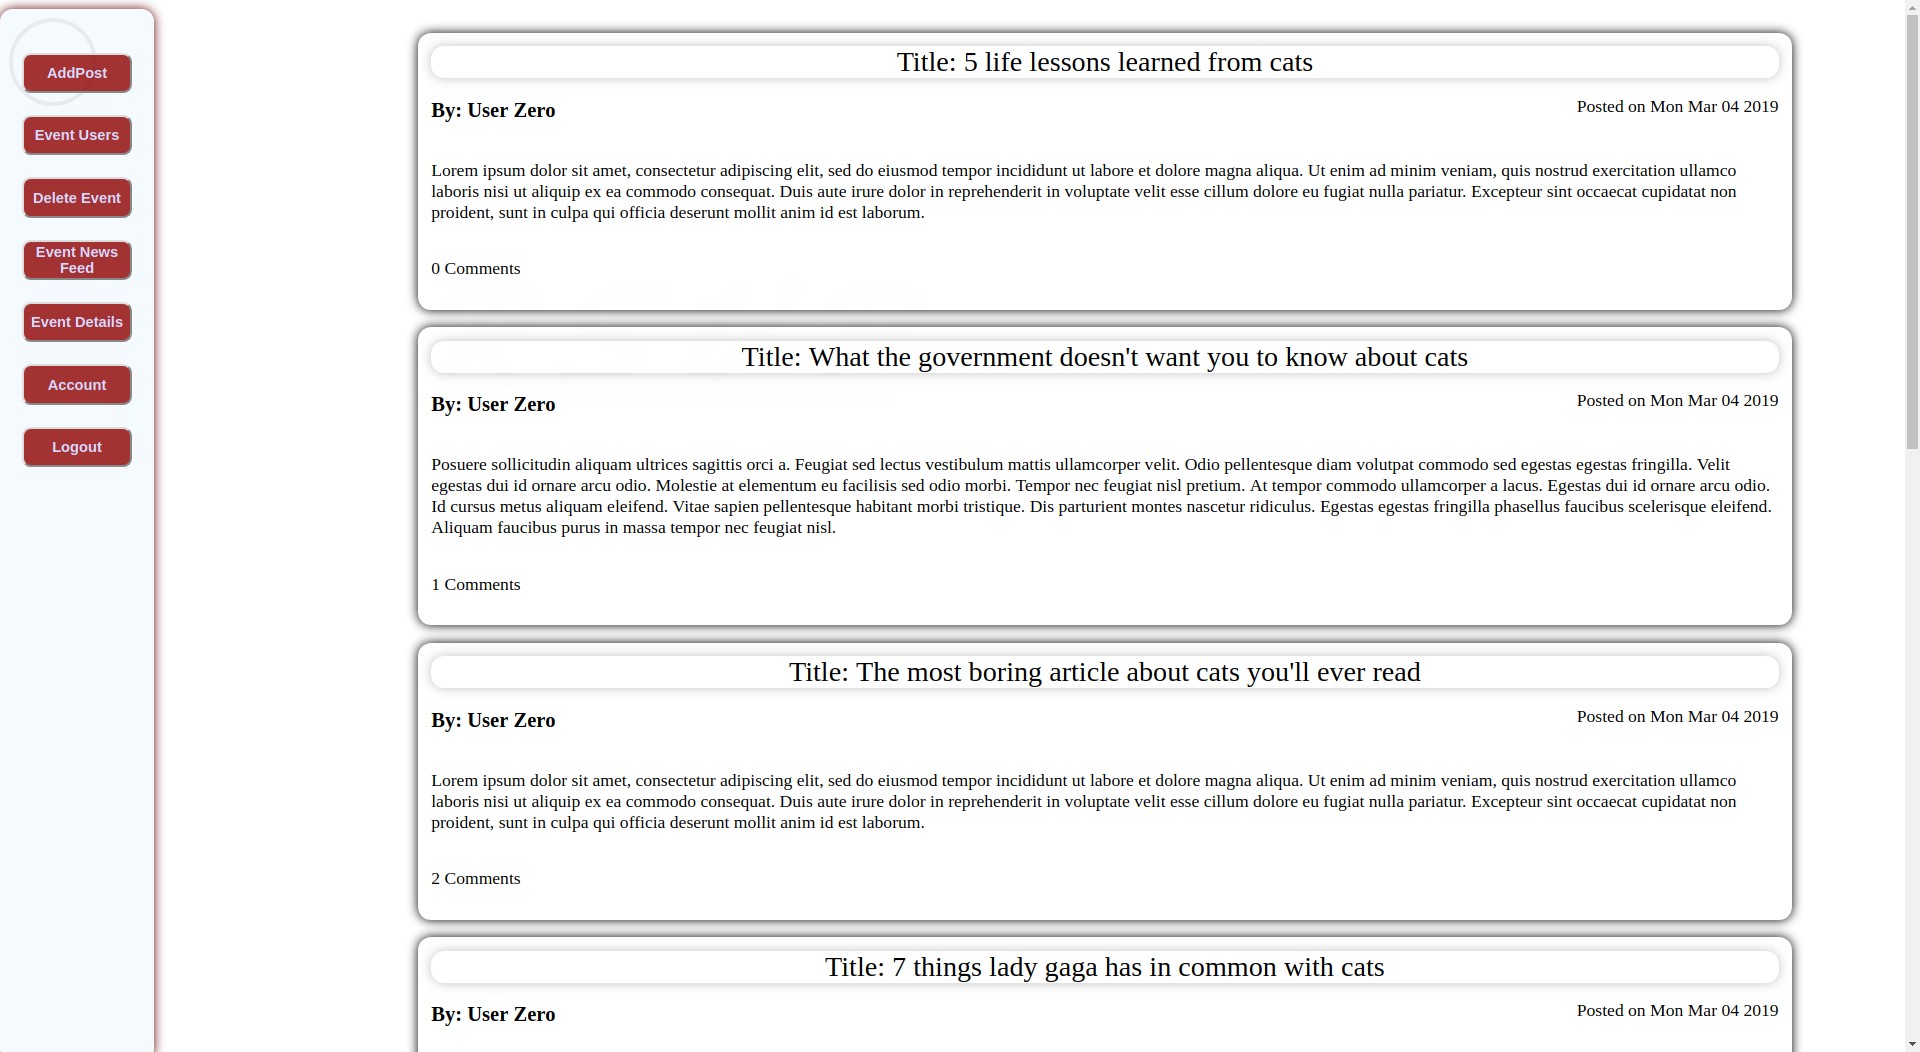 AddPost
Event Users
Delete Event
Event News
Feed
Event Details
Account
Logout
Title: 5 life lessons learned from cats
By: User Zero
Posted on Mon Mar 04 2019
Lorem ipsum dolor sit amet, consectetur adipiscing elit, sed do eiusmod tempor incididunt ut labore et dolore magna aliqua. Ut enim ad minim veniam, quis nostrud exercitation ullamco
laboris nisi ut aliquip ex ea commodo consequat. Duis aute irure dolor in reprehenderit in voluptate velit esse cillum dolore eu fugiat nulla pariatur. Excepteur sint occaecat cupidatat non
proident, sunt in culpa qui officia deserunt mollit anim id est laborum.
0 Comments
Title: What the government doesn't want you to know about cats
By: User Zero
Posted on Mon Mar 04 2019
Posuere sollicitudin aliquam ultrices sagittis orci a. Feugiat sed lectus vestibulum mattis ullamcorper velit. Odio pellentesque diam volutpat commodo sed egestas egestas fringilla. Velit
egestas dui id ornare arcu odio. Molestie at elementum eu facilisis sed odio morbi. Tempor nec feugiat nisl pretium. At tempor commodo ullamcorper a lacus. Egestas dui id ornare arcu odio.
Id cursus metus aliquam eleifend. Vitae sapien pellentesque habitant morbi tristique. Dis parturient montes nascetur ridiculus. Egestas egestas fringilla phasellus faucibus scelerisque eleifend.
Aliquam faucibus purus in massa tempor nec feugiat nisl.
1 Comments
Title: The most boring article about cats you'll ever read
By: User Zero
Posted on Mon Mar 04 2019
Lorem ipsum dolor sit amet, consectetur adipiscing elit, sed do eiusmod tempor incididunt ut labore et dolore magna aliqua. Ut enim ad minim veniam, quis nostrud exercitation ullamco
laboris nisi ut aliquip ex ea commodo consequat. Duis aute irure dolor in reprehenderit in voluptate velit esse cillum dolore eu fugiat nulla pariatur. Excepteur sint occaecat cupidatat non
proident, sunt in culpa qui officia deserunt mollit anim id est laborum.
2 Comments
Title: 7 things lady gaga has in common with cats
By: User Zero
Posted on Mon Mar 04 2019